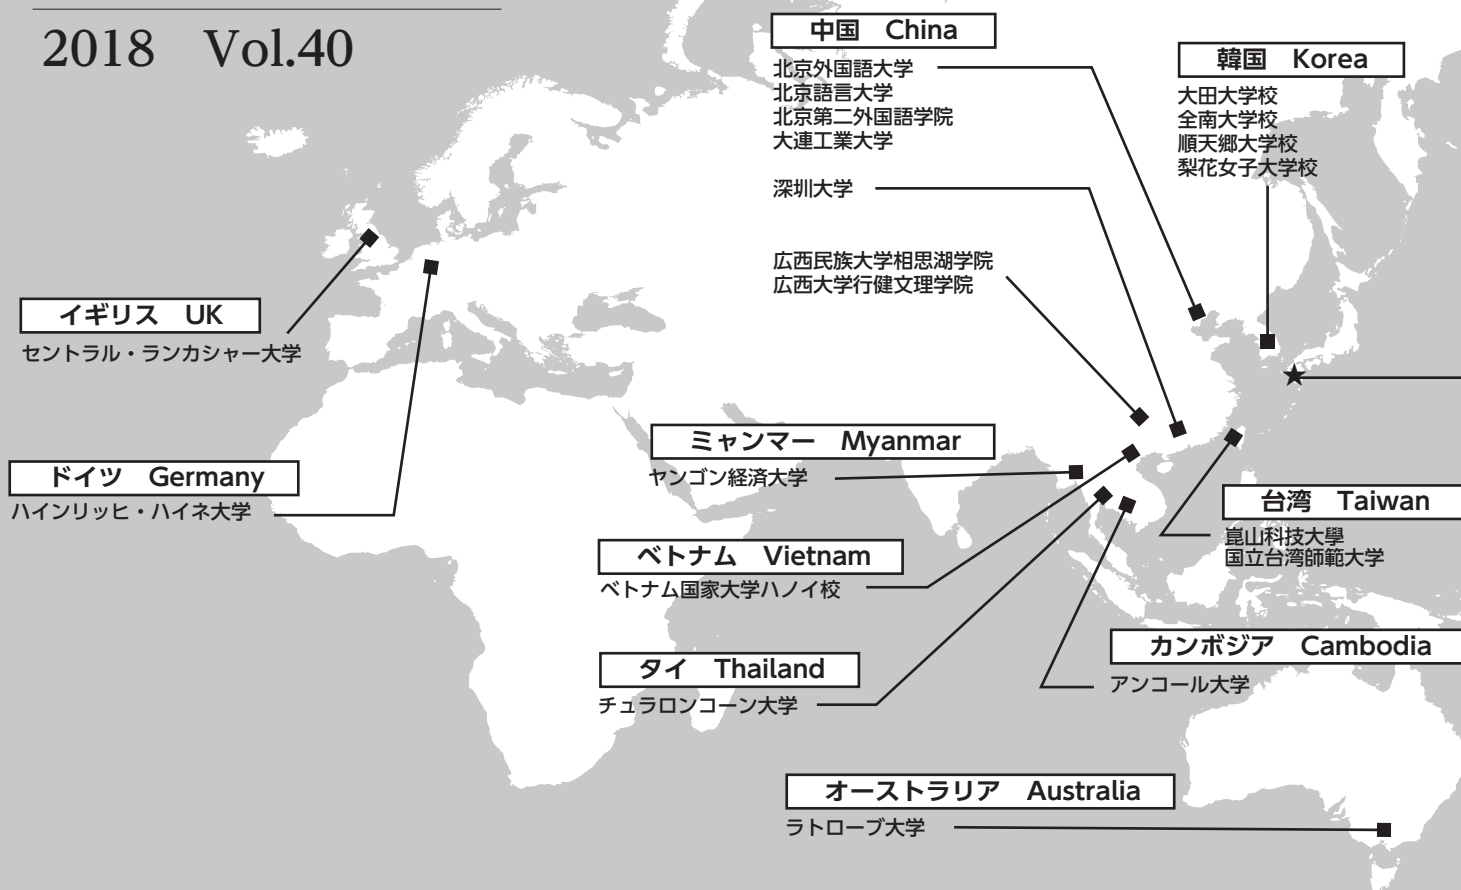 2018 Vol.40
中国 China
北京外国語大学
北京語言大学
北京第二外国語学院
大連工業大学
深圳大学
広西民族大学相思湖学院
広西大学行健文理学院
韓国 Korea
大田大学校
全南大学校
順天郷大学校
梨花女子大学校
イギリス UK
セントラル・ランカシャー大学
ドイツ Germany
ハインリッヒ・ハイネ大学
ミャンマー Myanmar
ヤンゴン経済大学
ベトナム Vietnam
ベトナム国家大学ハノイ校
タイ Thailand
チュラロンコーン大学
台湾 Taiwan
崑山科技大學
国立台湾師範大学
カンボジア Cambodia
アンコール大学
オーストラリア Australia
ラトローブ大学